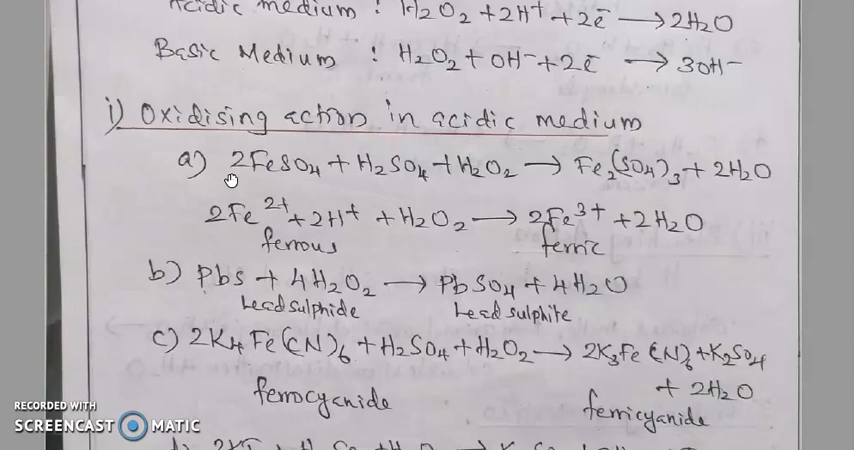 Acidic medium : H2O2 + 2H+ + 2e- → 2H2O
Basic Medium : H2O2 + OH- + 2e- → 3OH-
i) Oxidising action in acidic medium
a) 2FeSO4 + H2SO4 + H2O2 → Fe2(SO4)3 + 2H2O
2Fe2+ + 2H+ + H2O2 → 2Fe3+ + 2H2O
ferrous ferric
b) Pbs + 4H2O2 → PbSO4 + 4H2O
Lead sulphide Lead sulphite
c) 2K4Fe(CN)6 + H2SO4 + H2O2 → 2K3Fe(CN)6 + K2SO4
+ 2H2O
ferrocyanide ferricyanide
RECORDED WITH
SCREENCAST MATIC